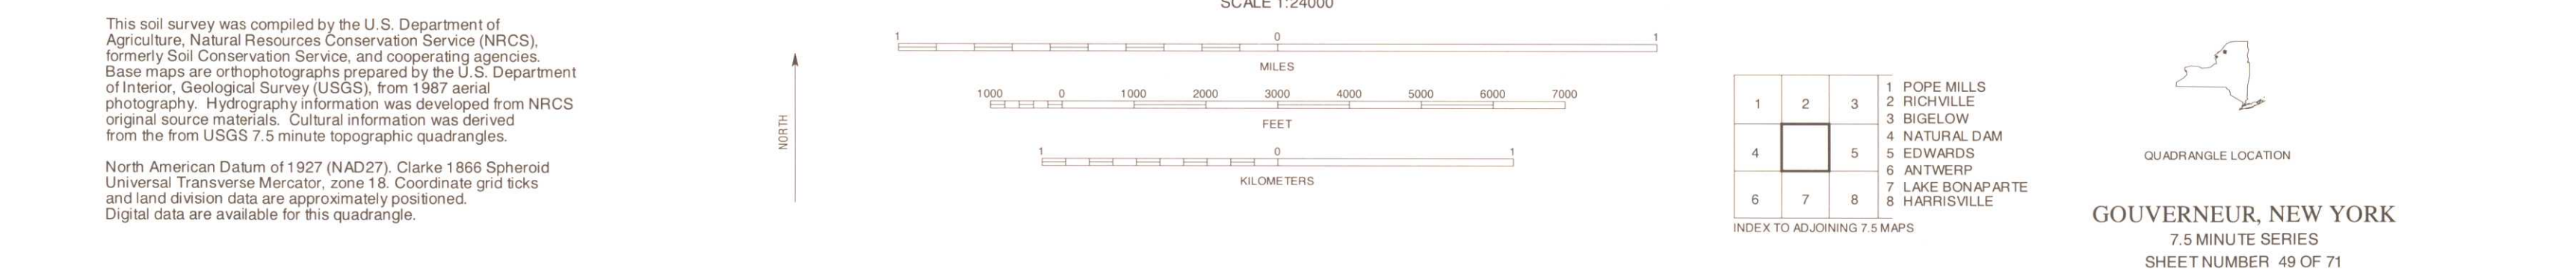 This soil survey was compiled by the U.S. Department of
Agriculture, Natural Resources Conservation Service (NRCS),
formerly Soil Conservation Service, and cooperating agencies.
Base maps are orthophotographs prepared by the U.S. Department
of Interior, Geological Survey (USGS), from 1987 aerial
photography. Hydrography information was developed from NRCS
original source materials. Cultural information was derived
from the from USGS 7.5 minute topographic quadrangles.
North American Datum of 1927 (NAD27). Clarke 1866 Spheroid
Universal Transverse Mercator, zone 18. Coordinate grid ticks
and land division data are approximately positioned.
Digital data are available for this quadrangle.
NORTH
SCALE 1:24000
1 0 1
MILES
1000 0 1000 2000 3000 4000 5000 6000 7000
FEET
1 0 1
KILOMETERS
1 2 3
4 5
6 7 8
1 POPE MILLS
2 RICHVILLE
3 BIGELOW
4 NATURAL DAM
5 EDWARDS
6 ANTWERP
7 LAKE BONAPARTE
8 HARRISVILLE
INDEX TO ADJOINING 7.5 MAPS
QUADRANGLE LOCATION
GOUVERNEUR, NEW YORK
7.5 MINUTE SERIES
SHEET NUMBER 49 OF 71